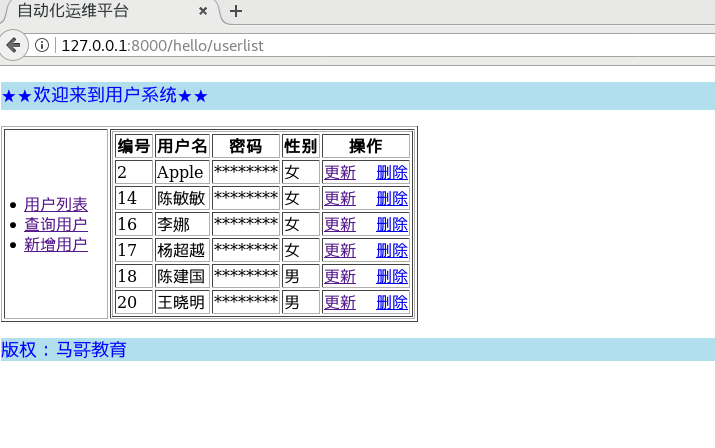 自动化运维平台
127.0.0.1:8000/hello/userlist
★★欢迎来到用户系统★★
用户列表
查询用户
新增用户
编号 用户名 密码 性别 操作
2 Apple ******** 女 更新 删除
14 陈敏敏 ******** 女 更新 删除
16 李娜 ******** 女 更新 删除
17 杨超越 ******** 女 更新 删除
18 陈建国 ******** 男 更新 删除
20 王晓明 ******** 男 更新 删除
版权：马哥教育